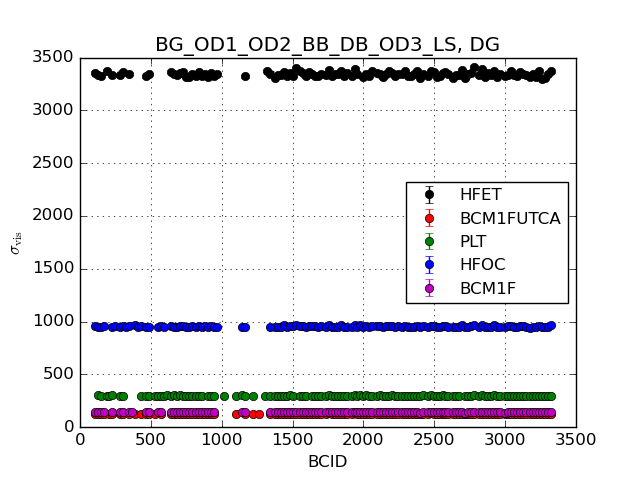 BG_OD1_OD2_BB_DB_OD3_LS, DG
3500
3000
2500
2000
1500
1000
500
0
σvis
HFET
BCM1FUTCA
PLT
HFOC
BCM1F
0 500 1000 1500 2000 2500 3000 3500
BCID